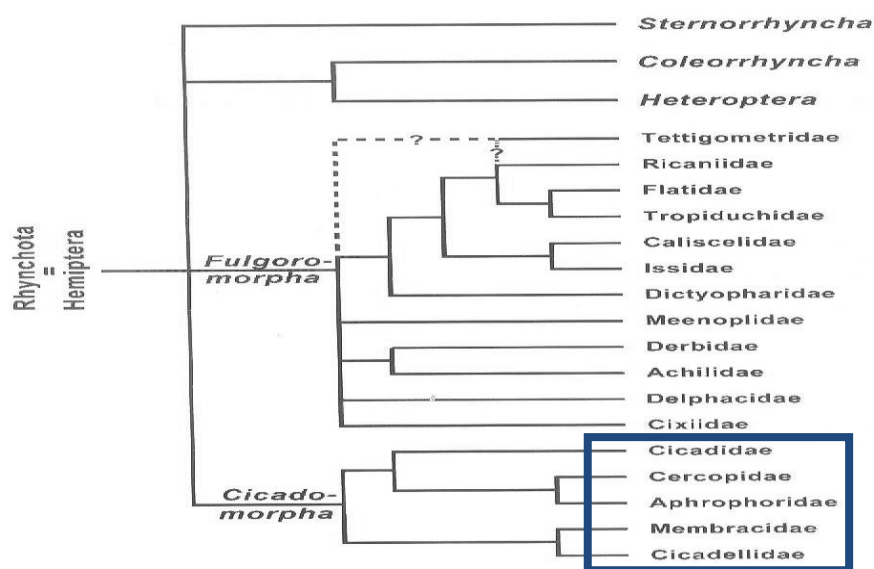 Sternorrhyncha
Coleorrhyncha
Heteroptera
?
Tettigometridae
?
Ricaniidae
Flatidae
Tropiduchidae
Caliscelidae
Issidae
Dictyopharidae
Meenoplidae
Derbidae
Achilidae
Delphacidae
Cixiidae
Cicadidae
Cercopidae
Aphrophoridae
Membracidae
Cicadellidae
Rhynchota
=
Hemiptera
Fulgoro-
morpha
Cicado-
morpha